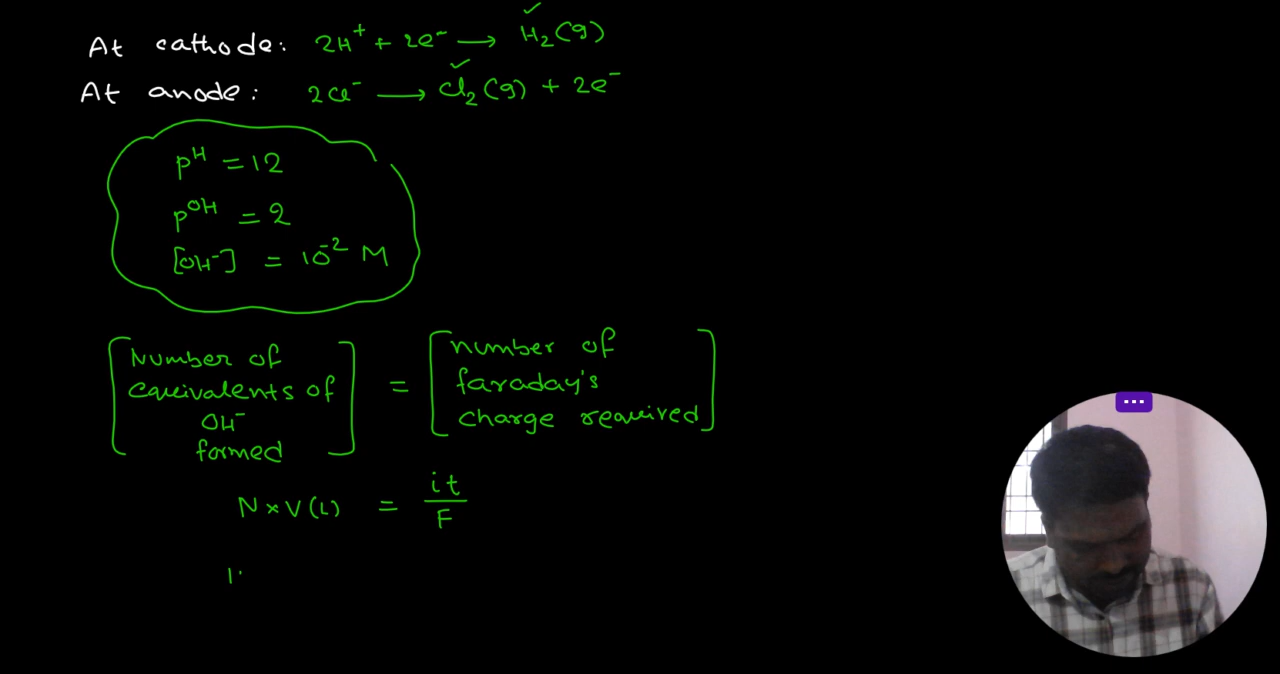 At cathode: 2H⁺ + 2e⁻ → H₂(g)
At anode: 2Cl⁻ → Cl₂(g) + 2e⁻
pᴴ = 12
pᴼᴴ = 2
[OH⁻] = 10⁻² M
[Number of equivalents of OH⁻ formed] = [number of faraday's charge required]
N × V(L) = it/F